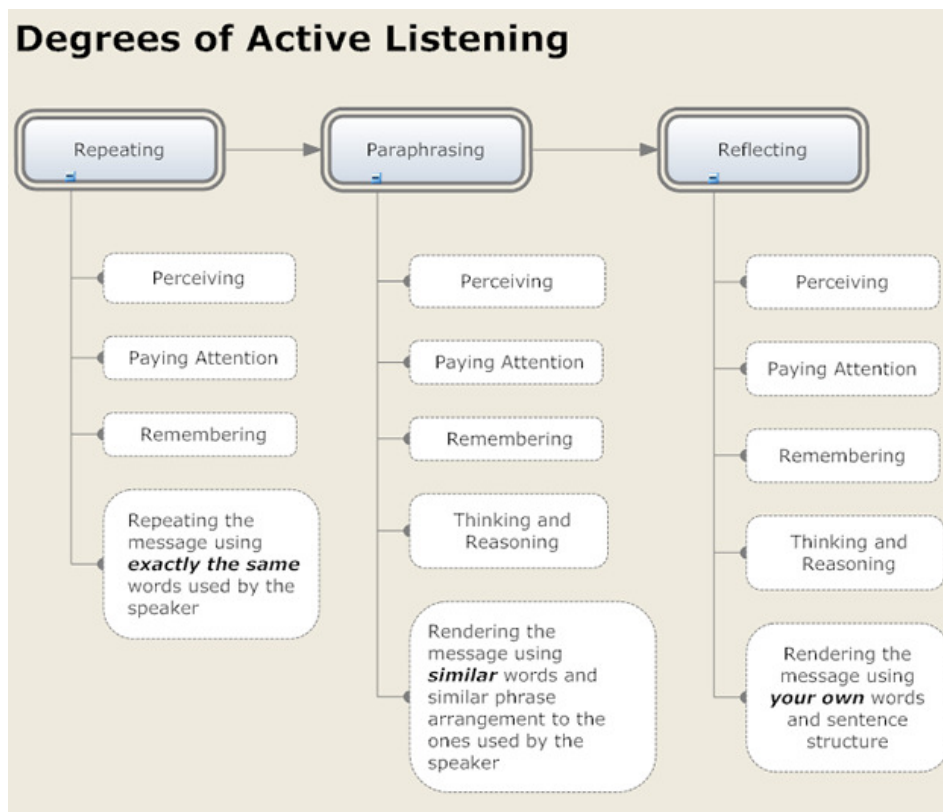 Degrees of Active Listening
Repeating
Perceiving
Paying Attention
Remembering
Repeating the
message using
exactly the same
words used by the
speaker
Paraphrasing
Perceiving
Paying Attention
Remembering
Thinking and
Reasoning
Rendering the
message using
similar words and
similar phrase
arrangement to the
ones used by the
speaker
Reflecting
Perceiving
Paying Attention
Remembering
Thinking and
Reasoning
Rendering the
message using
your own words
and sentence
structure